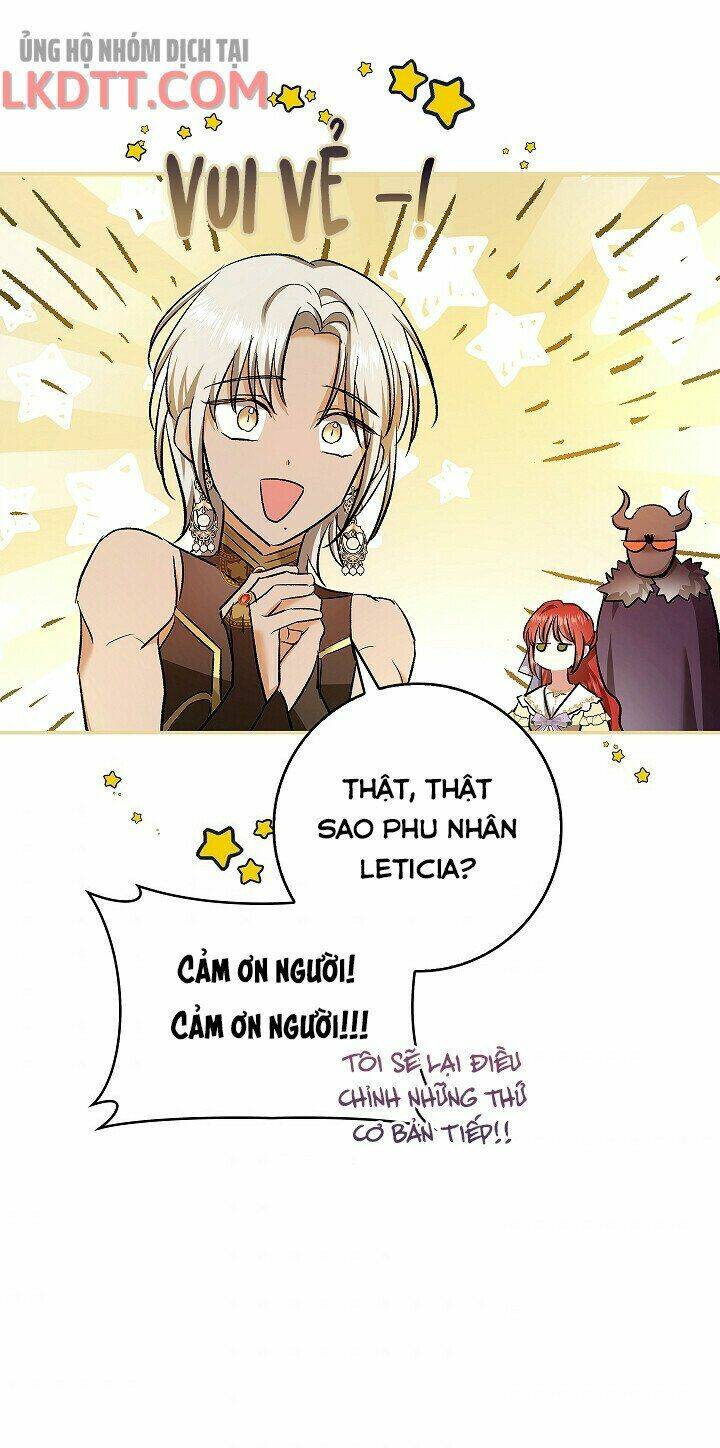 ỦNG HỘ NHÓM DỊCH TẠI
LKDTT.COM
VUI VẺ -!
THẬT, THẬT
SAO PHU NHÂN
LETICIA?
CẢM ƠN NGƯỜI!
CẢM ƠN NGƯỜI!!!
TÔI SẼ LẠI ĐIỀU
CHỈNH NHỮNG THỨ
CƠ BẢN TIẾP!!